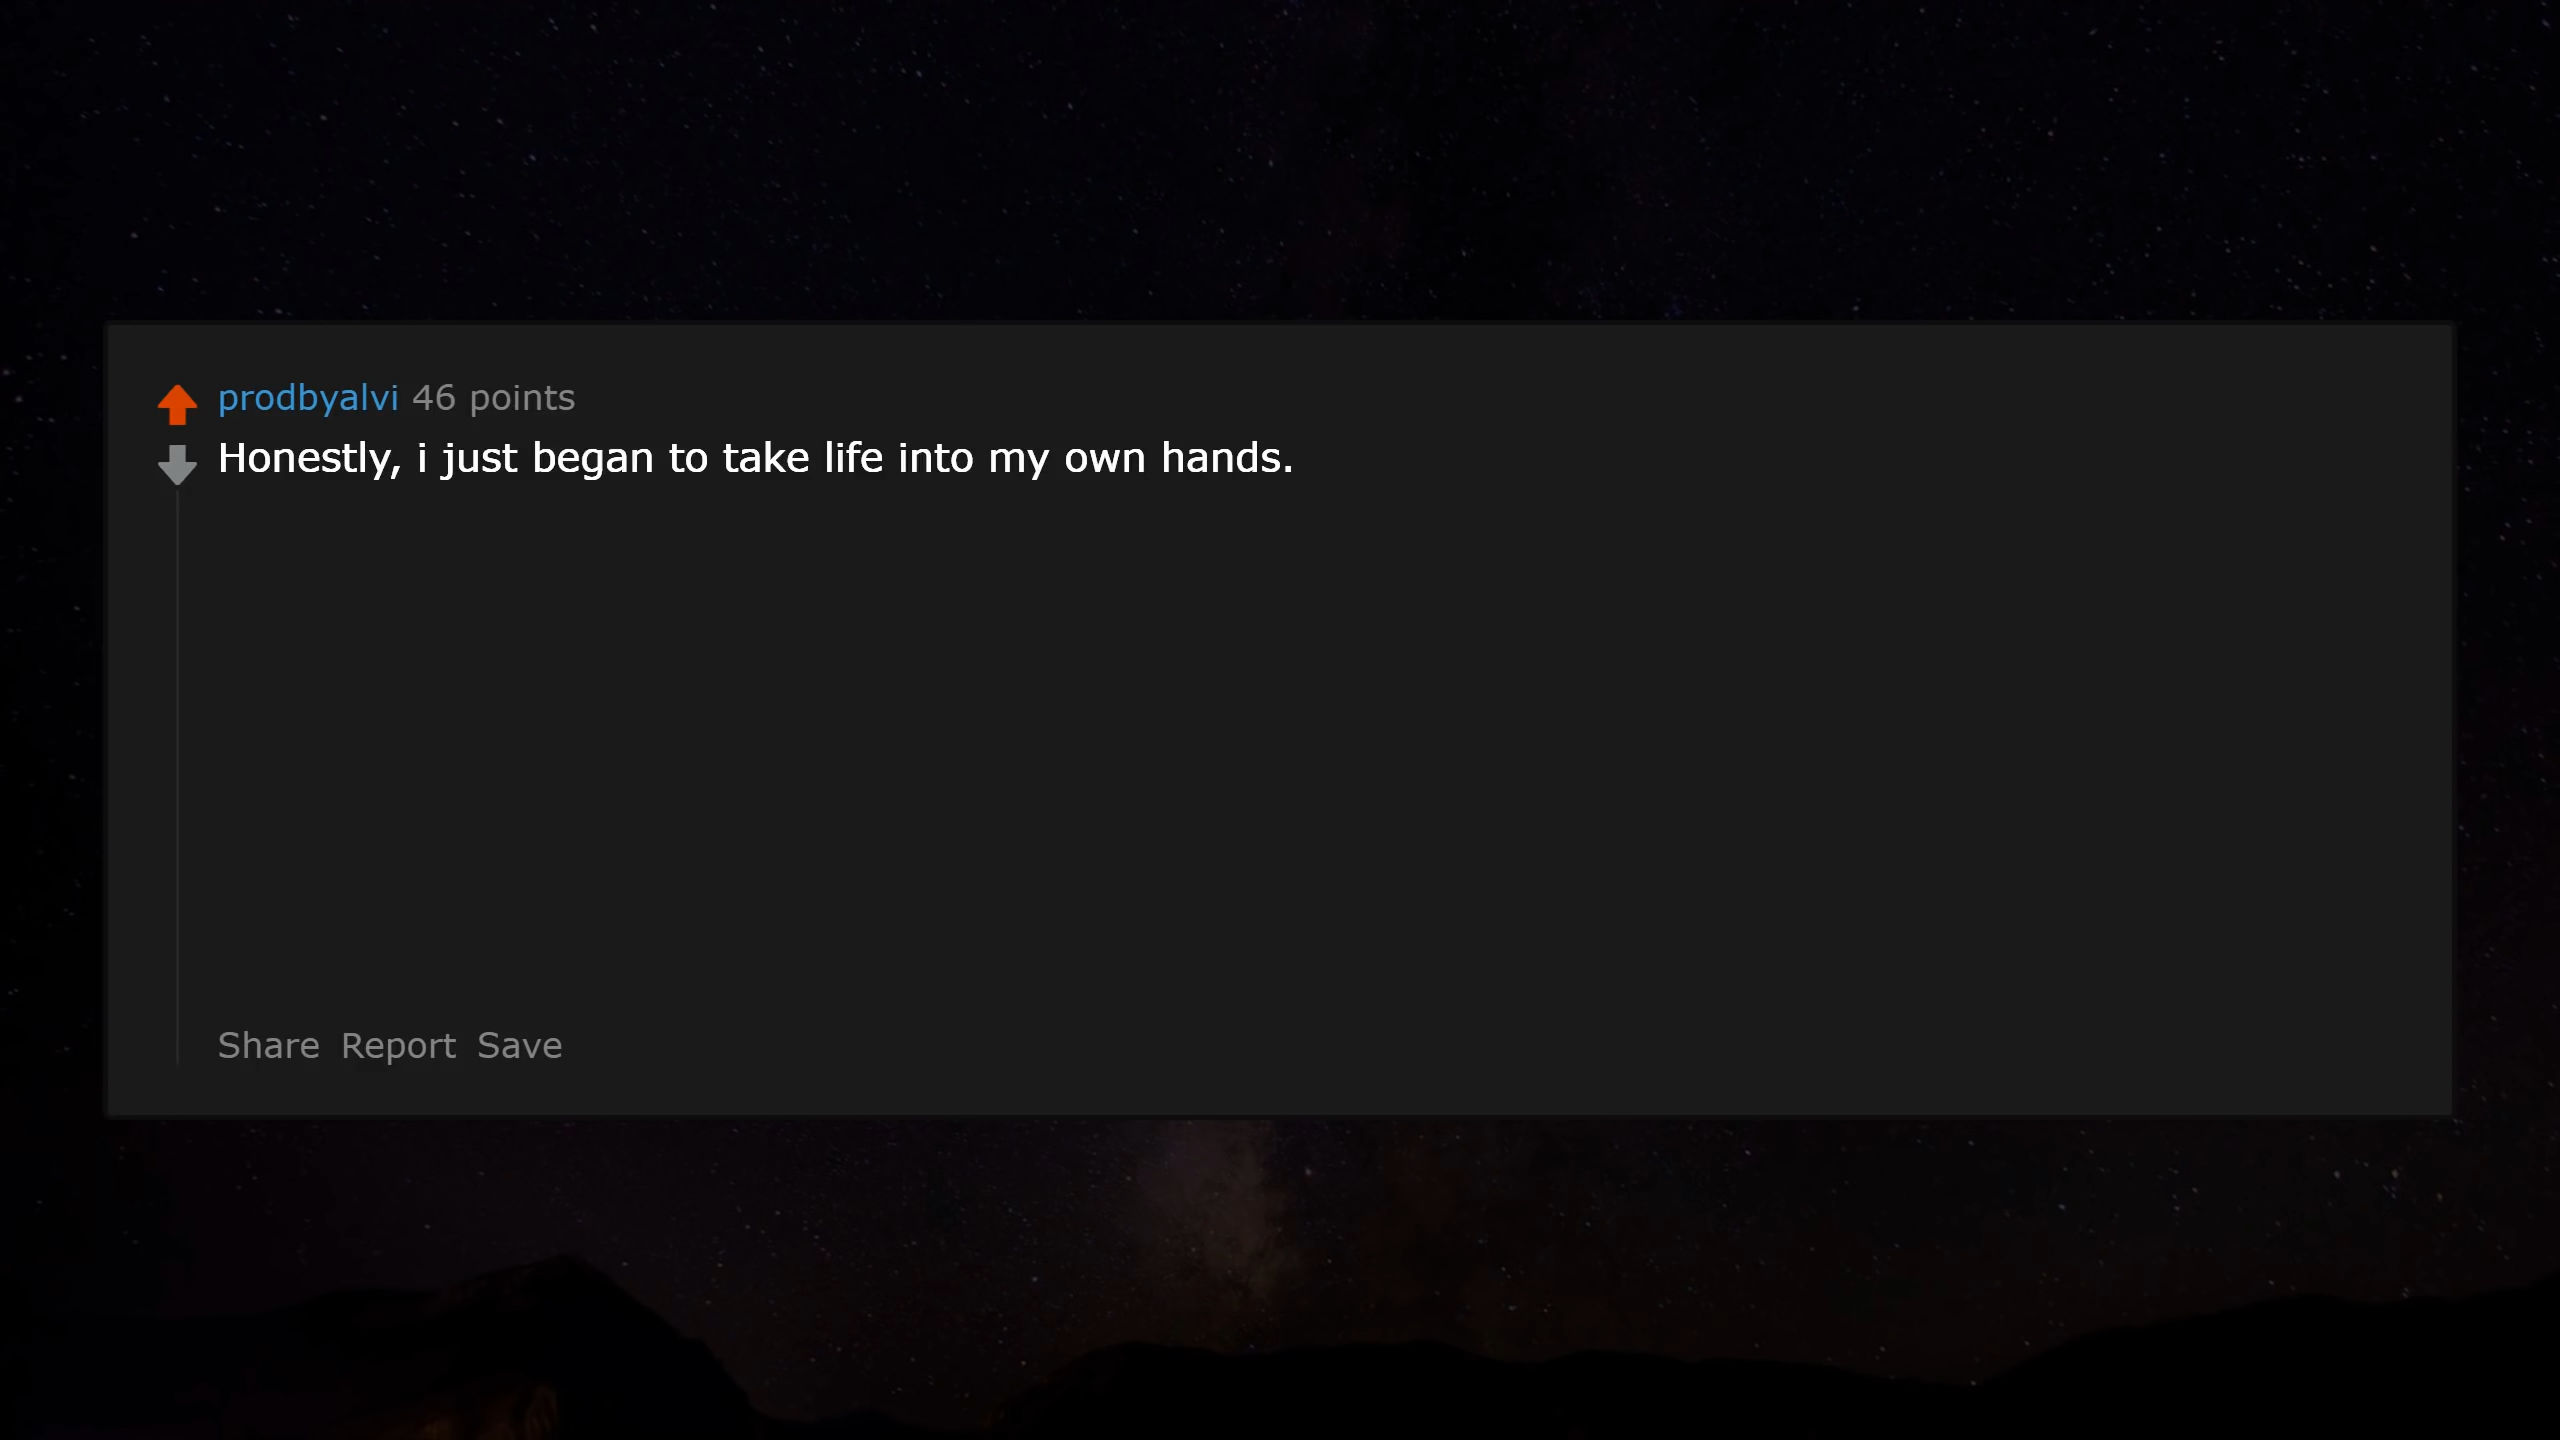 prodbyalvi 46 points
Honestly, i just began to take life into my own hands.
Share Report Save